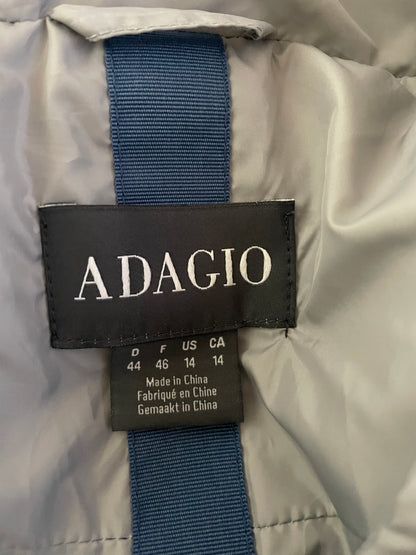 ADAGIO
D F US CA
44 46 14 14
Made in China
Fabriqué en Chine
Gemaakt in China